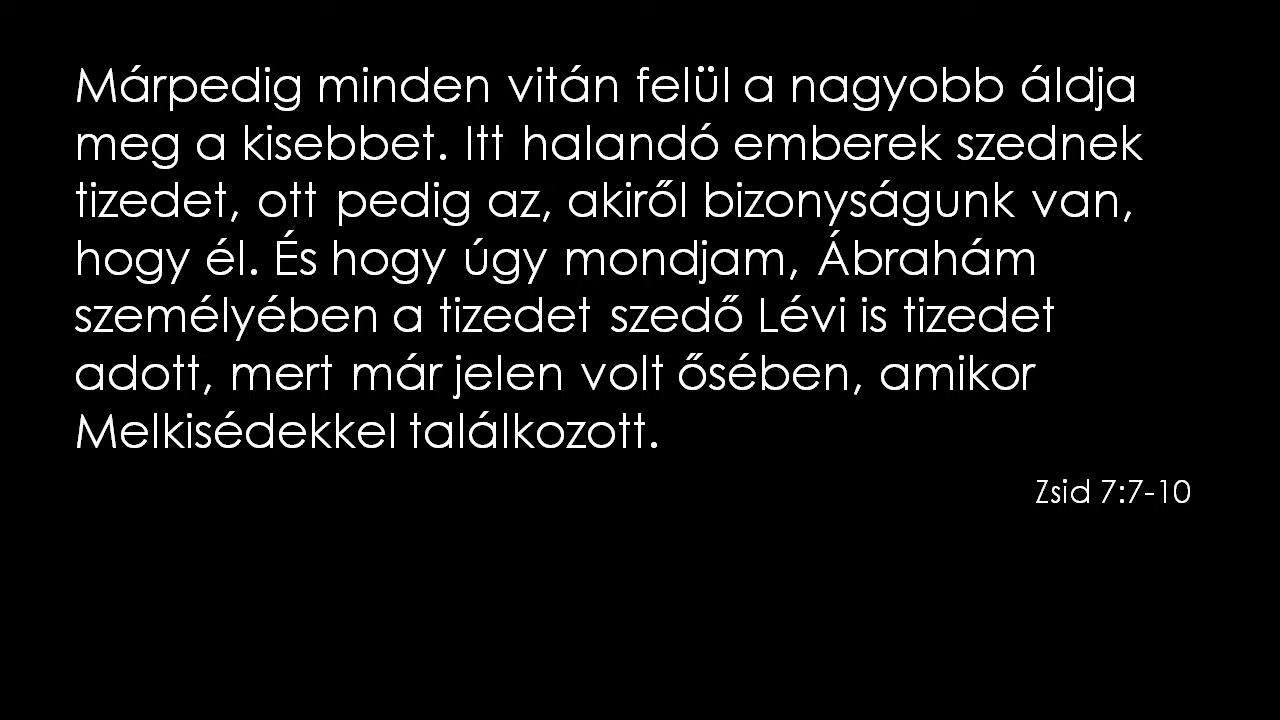 Márpedig minden vitán felül a nagyobb áldja
meg a kisebbet. Itt halandó emberek szednek
tizedet, ott pedig az, akiről bizonyságunk van,
hogy él. És hogy úgy mondjam, Ábrahám
személyében a tizedet szedő Lévi is tizedet
adott, mert már jelen volt ősében, amikor
Melkisédekkel találkozott.
Zsid 7:7-10